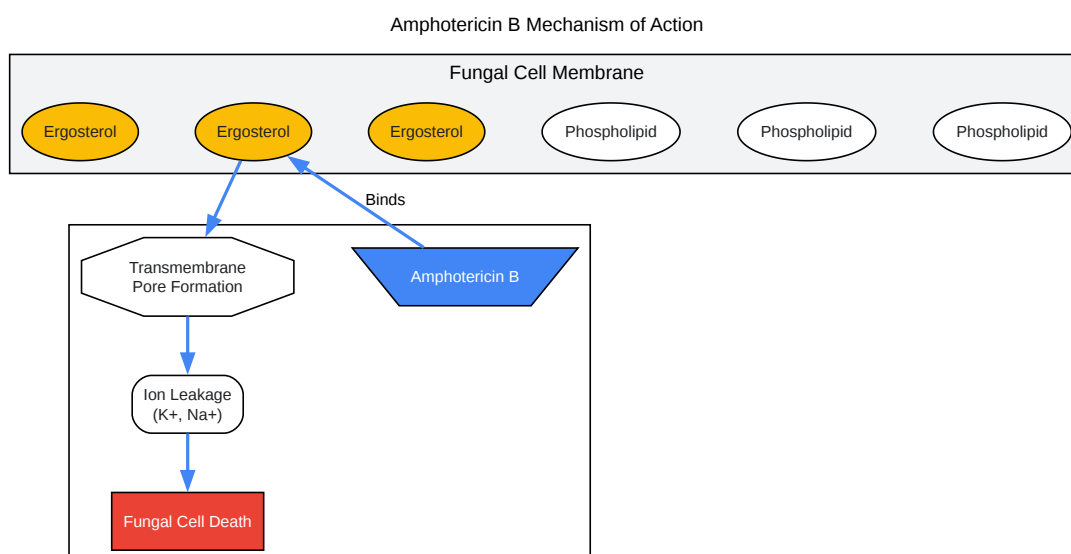 Amphotericin B Mechanism of Action
Fungal Cell Membrane
Ergosterol
Ergosterol
Ergosterol
Phospholipid
Phospholipid
Phospholipid
Binds
Transmembrane
Pore Formation
Amphotericin B
Ion Leakage
(K+, Na+)
Fungal Cell Death